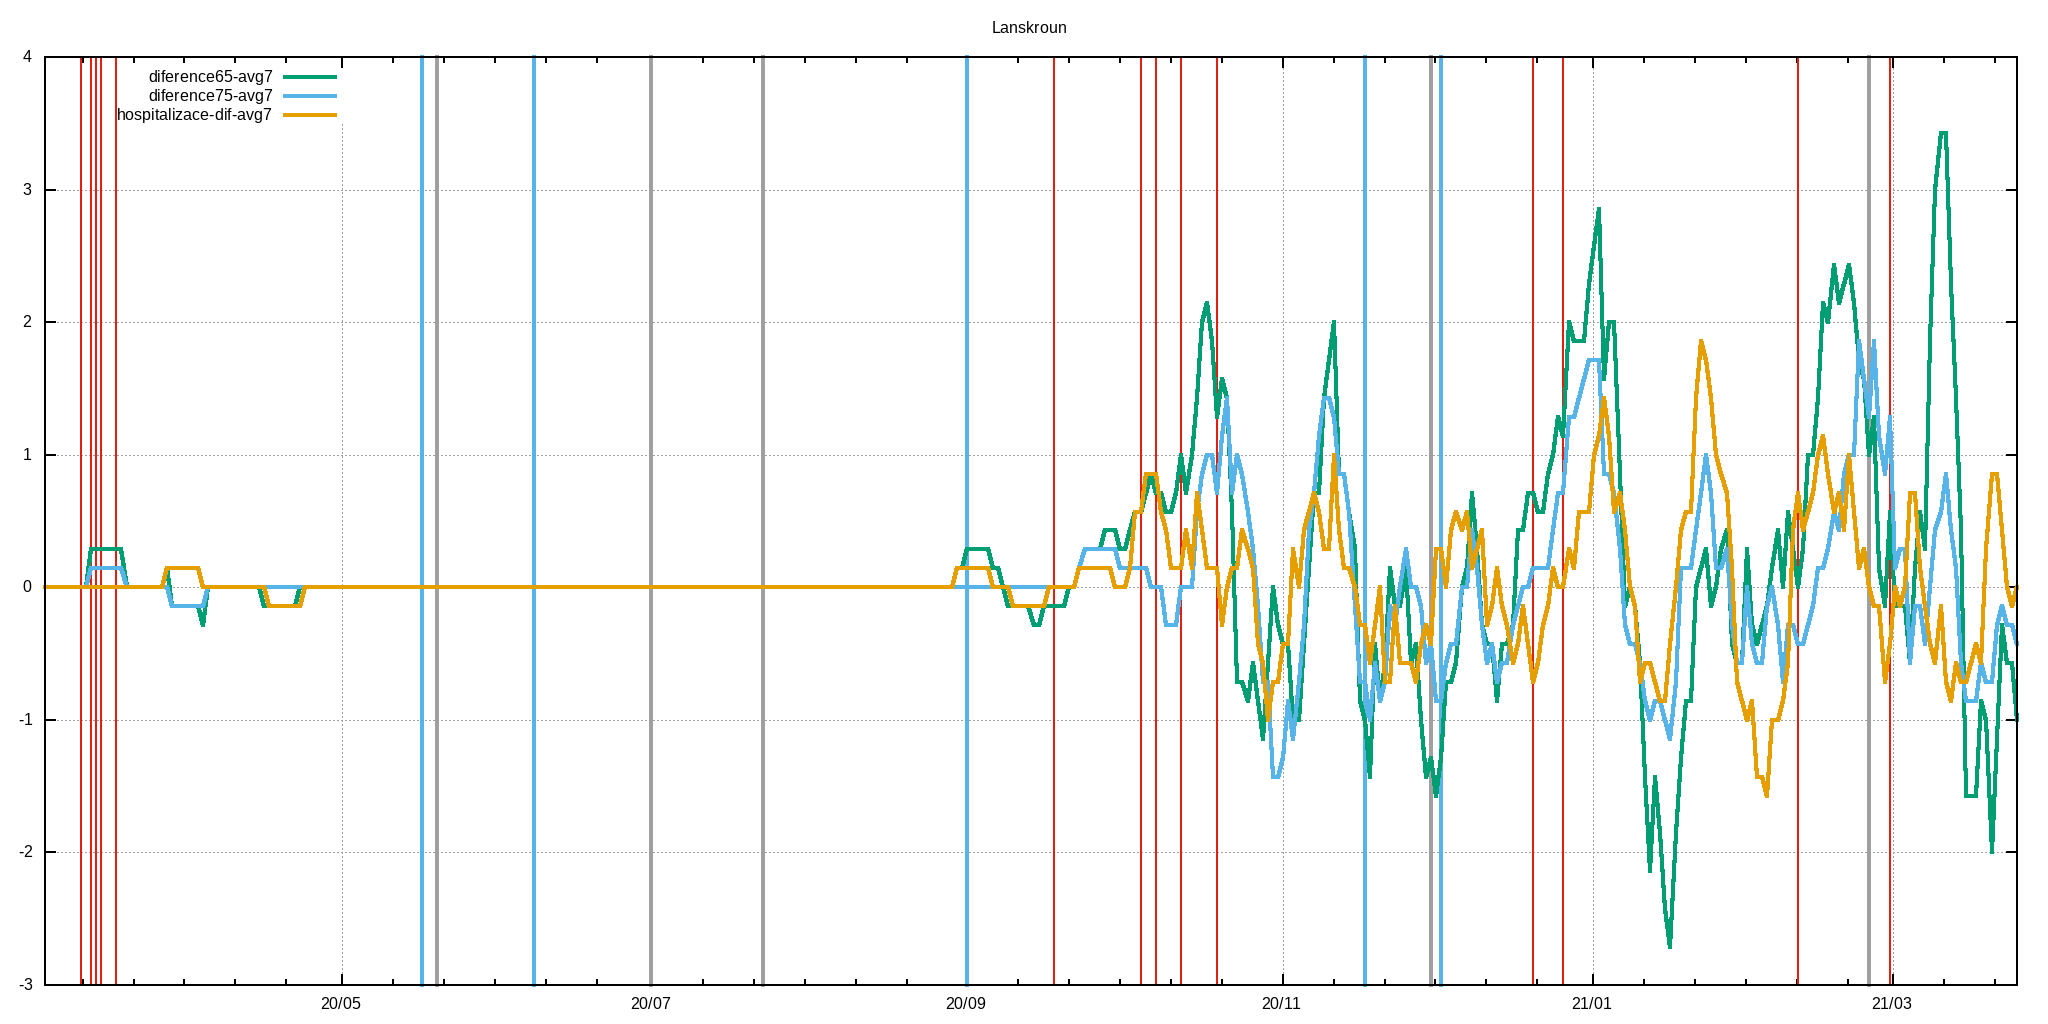 Lanskroun
4
diference65-avg7
diference75-avg7
hospitalizace-dif-avg7
3
2
1
0
-1
-2
-3
20/05 20/07 20/09 20/11 21/01 21/03